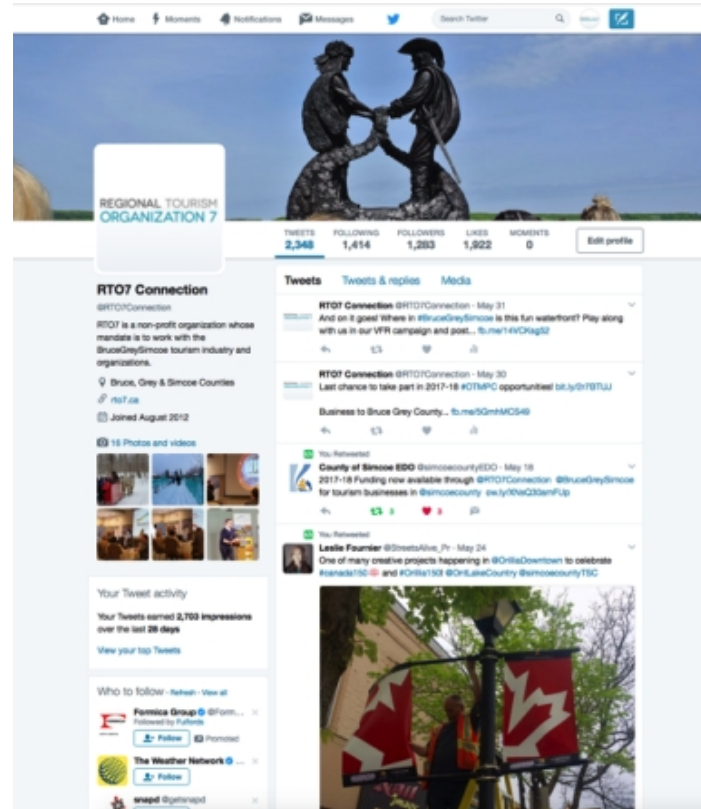 Home Moments Notifications Messages Search Twitter
REGIONAL TOURISM
ORGANIZATION 7
TWEETS FOLLOWING FOLLOWERS LIKES MOMENTS
2,348 1,414 1,283 1,922 0 Edit profile
RTO7 Connection
@RTO7Connection
RTO7 is a non-profit organization whose
mandate is to work with the
BruceGreySimcoe tourism industry and
organizations.
Bruce, Grey & Simcoe Counties
rto7.ca
Joined August 2012
16 Photos and videos
Your Tweet activity
Your Tweets earned 2,703 impressions
over the last 28 days
View your top Tweets
Who to follow · Refresh · View all
Formica Group @Form...
Followed by Fulfords
Follow Promoted
The Weather Network ...
Follow
snapd @getsnapd
Tweets Tweets & replies Media
RTO7 Connection @RTO7Connection · May 31
And on it goes! Where in #BruceGreySimcoe is this fun waterfront? Play along
with us in our VFR campaign and post...
RTO7 Connection @RTO7Connection · May 30
Last chance to take part in 2017-18 #OTMPC opportunities!
Business to Bruce Grey County...
You Retweeted
County of Simcoe EDO @simcoecountyEDO · May 18
2017-18 Funding now available through @RTO7Connection @BruceGreySimcoe
for tourism businesses in @simcoecounty
3 3
You Retweeted
Leslie Fournier @StreetsAlive_Pr · May 24
One of many creative projects happening in @OrilliaDowntown to celebrate
#canada150 and #Orillia150! @OntLakeCountry @simcoecountyTSC